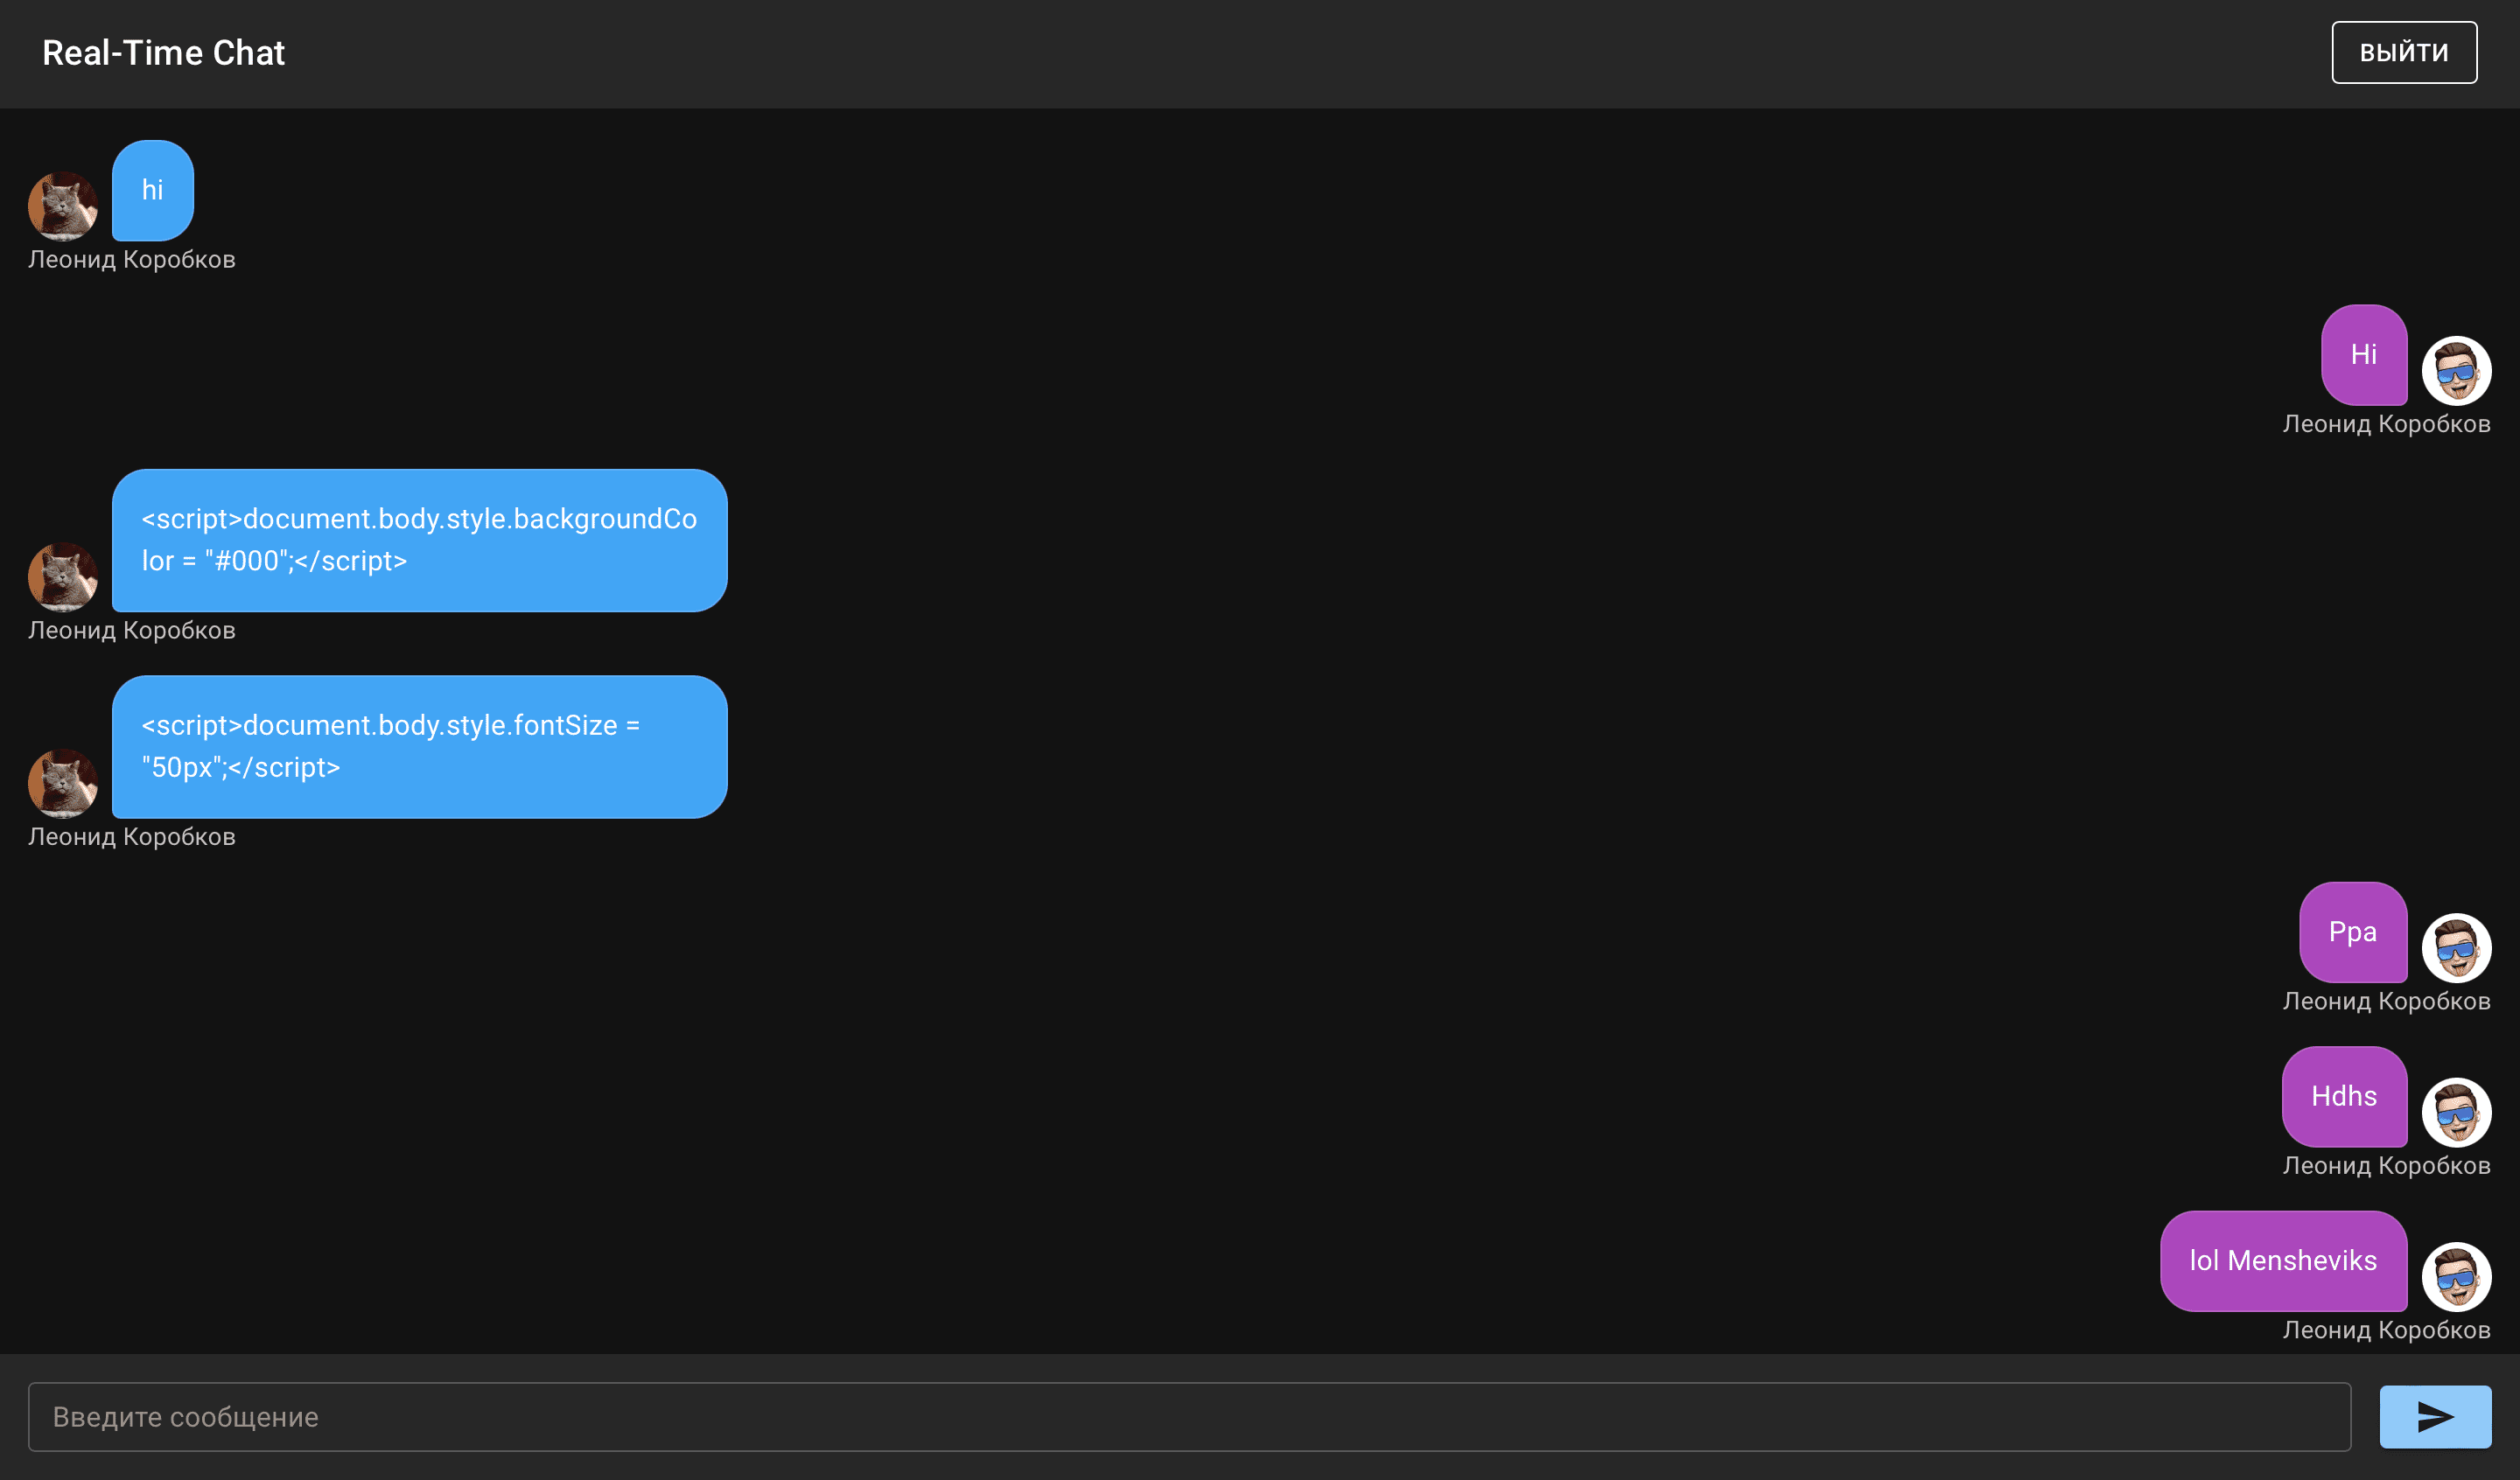 Real-Time Chat
ВЫЙТИ
hi
Леонид Коробков
Hi
Леонид Коробков
<script>document.body.style.backgroundCo
lor = "#000";</script>
Леонид Коробков
<script>document.body.style.fontSize =
"50px";</script>
Леонид Коробков
Ppa
Леонид Коробков
Hdhs
Леонид Коробков
lol Mensheviks
Леонид Коробков
Введите сообщение